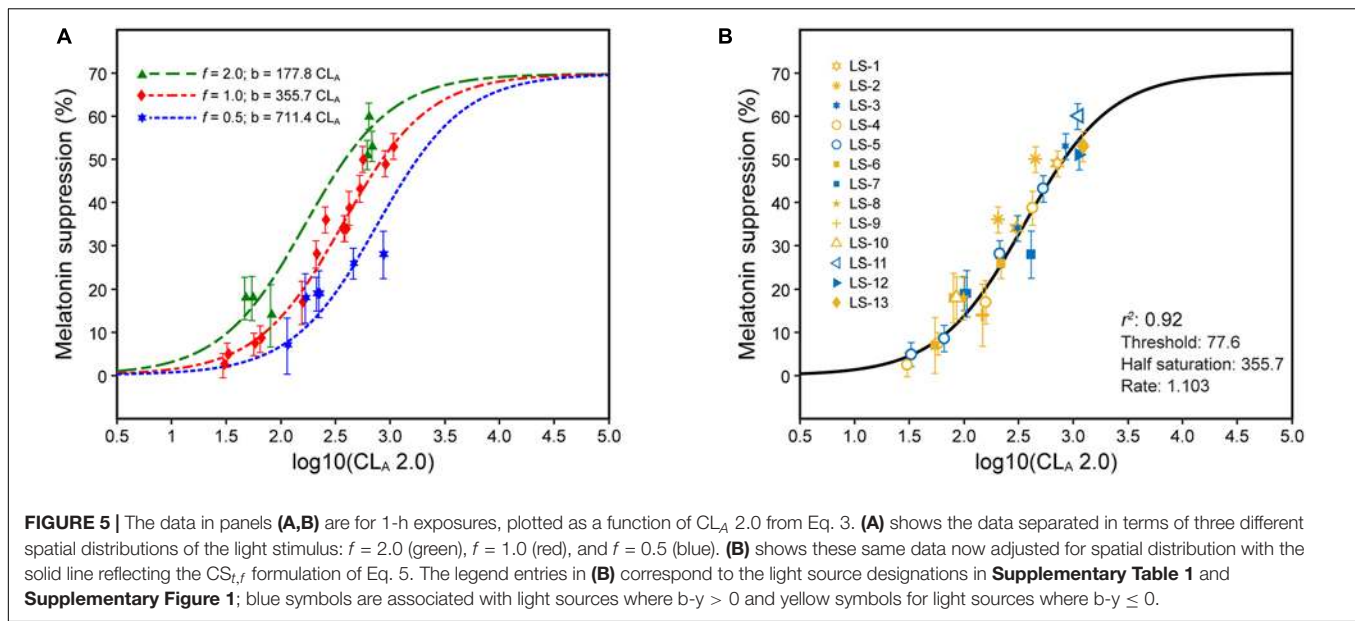 A
f = 2.0; b = 177.8 CLA
f = 1.0; b = 355.7 CLA
f = 0.5; b = 711.4 CLA
Melatonin suppression (%)
70
60
50
40
30
20
10
0
0.5 1 1.5 2.0 2.5 3.0 3.5 4.0 4.5 5.0
log10(CLA 2.0)
B
LS-1
LS-2
LS-3
LS-4
LS-5
LS-6
LS-7
LS-8
LS-9
LS-10
LS-11
LS-12
LS-13
Melatonin suppression (%)
70
60
50
40
30
20
10
0
r²: 0.92
Threshold: 77.6
Half saturation: 355.7
Rate: 1.103
0.5 1.0 1.5 2.0 2.5 3.0 3.5 4.0 4.5 5.0
log10(CLA 2.0)
FIGURE 5 | The data in panels (A,B) are for 1-h exposures, plotted as a function of CLA 2.0 from Eq. 3. (A) shows the data separated in terms of three different
spatial distributions of the light stimulus: f = 2.0 (green), f = 1.0 (red), and f = 0.5 (blue). (B) shows these same data now adjusted for spatial distribution with the
solid line reflecting the CSt,f formulation of Eq. 5. The legend entries in (B) correspond to the light source designations in Supplementary Table 1 and
Supplementary Figure 1; blue symbols are associated with light sources where b-y > 0 and yellow symbols for light sources where b-y ≤ 0.